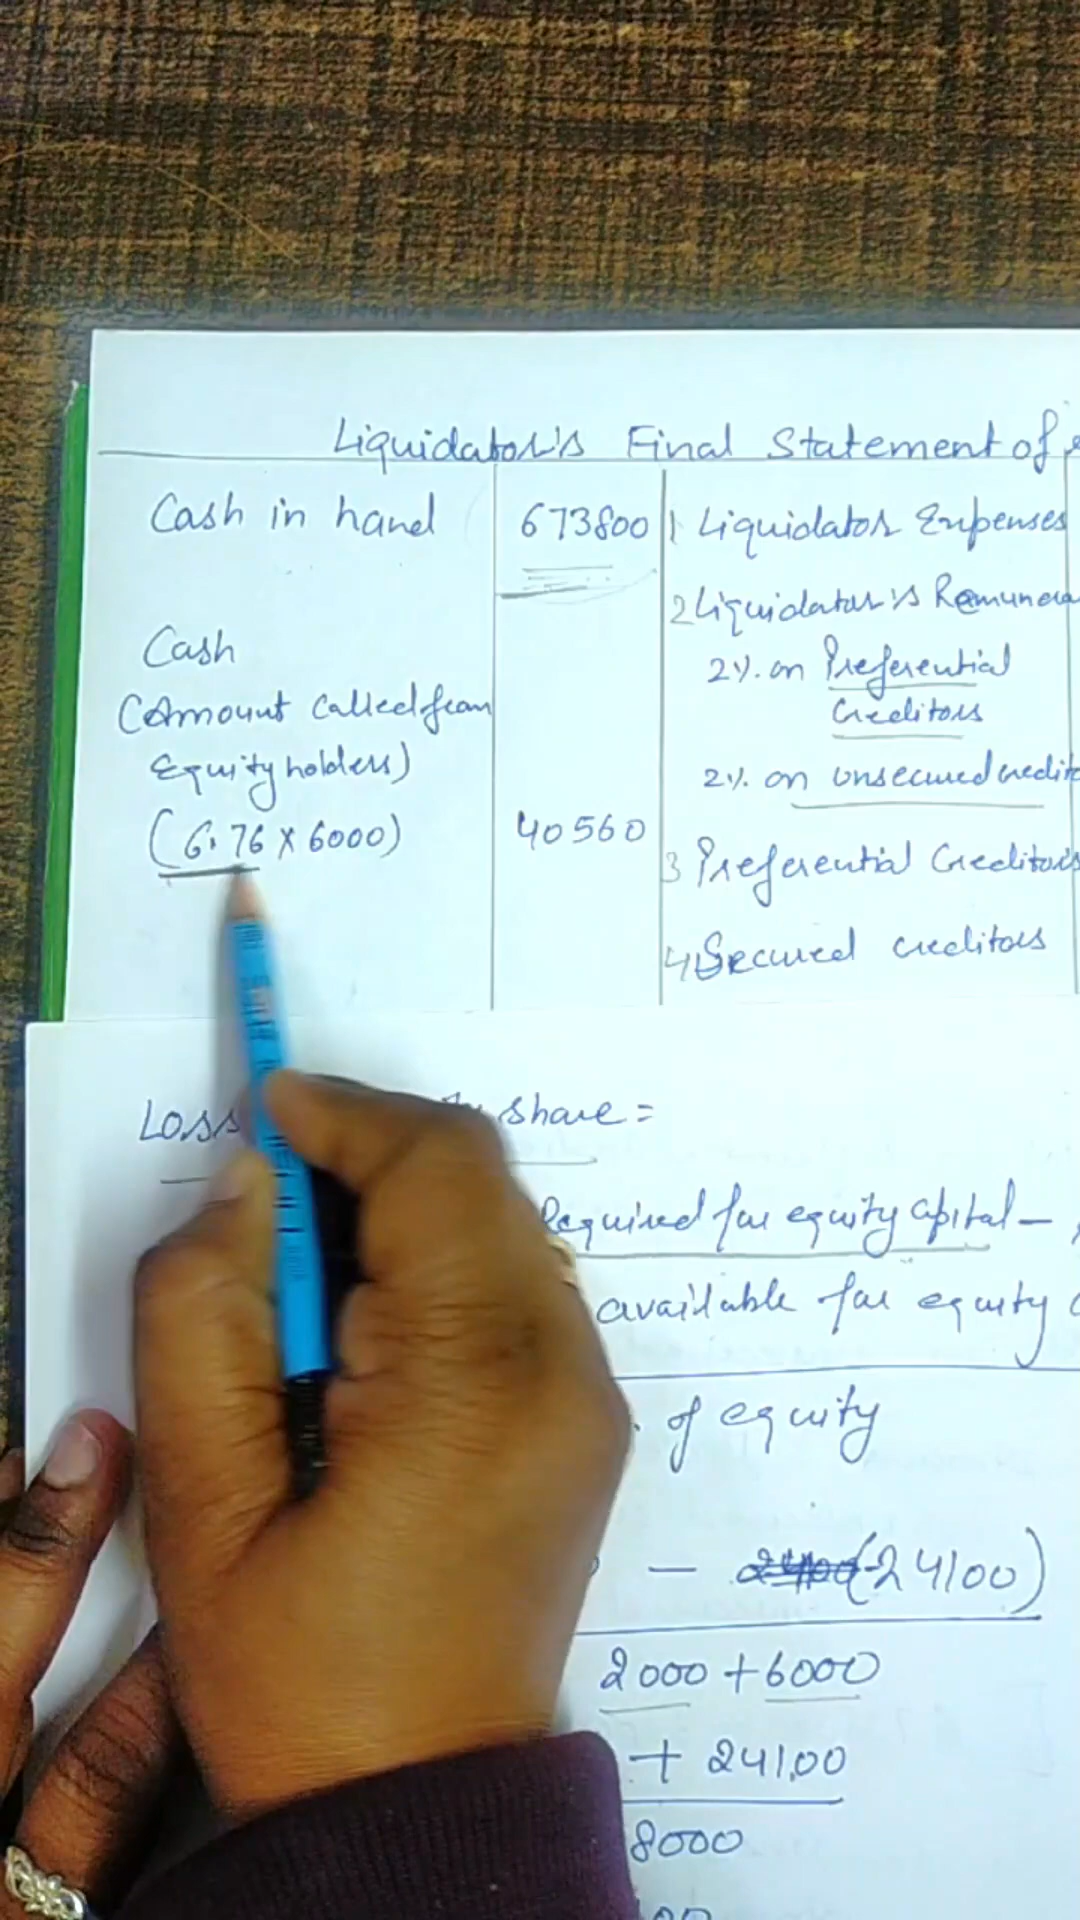 Liquidator's Final Statement of
Cash in hand 673800 1 Liquidator Expenses
2 Liquidator's Remunera
Cash
2%. on Preferential
(Amount Called from
Creditors
Equity holders)
2%. on unsecured credit
(6.76 × 6000) 40560
3 Preferential Creditors
4 Secured creditors
Loss share =
Required for equity capital -
available for equity
. of equity
- (24100)
2000 + 6000
+ 24100
8000